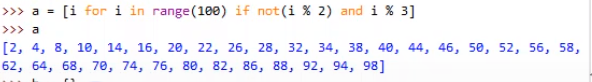 >>> a = [i for i in range(100) if not(i % 2) and i % 3]
>>> a
[2, 4, 8, 10, 14, 16, 20, 22, 26, 28, 32, 34, 38, 40, 44, 46, 50, 52, 56, 58,
62, 64, 68, 70, 74, 76, 80, 82, 86, 88, 92, 94, 98]